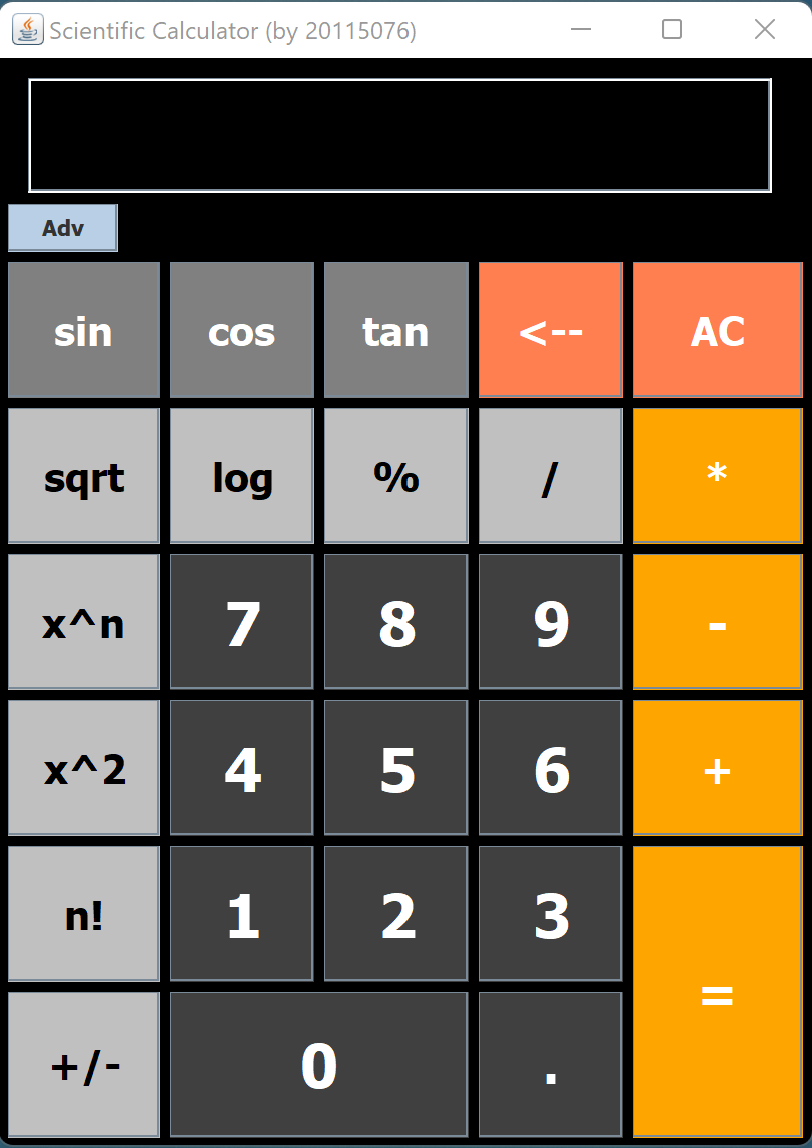 Scientific Calculator (by 20115076)
Adv
sin cos tan <-- AC
sqrt log % / *
x^n 7 8 9 -
x^2 4 5 6 +
n! 1 2 3
=
+/- 0 .